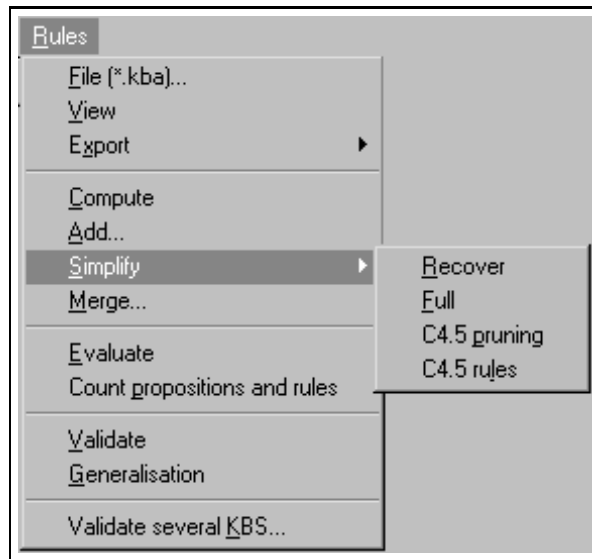 Rules
File (*.kba)...
View
Export
Compute
Add...
Simplify
Merge...
Evaluate
Count propositions and rules
Validate
Generalisation
Validate several KBS...
Recover
Full
C4.5 pruning
C4.5 rules